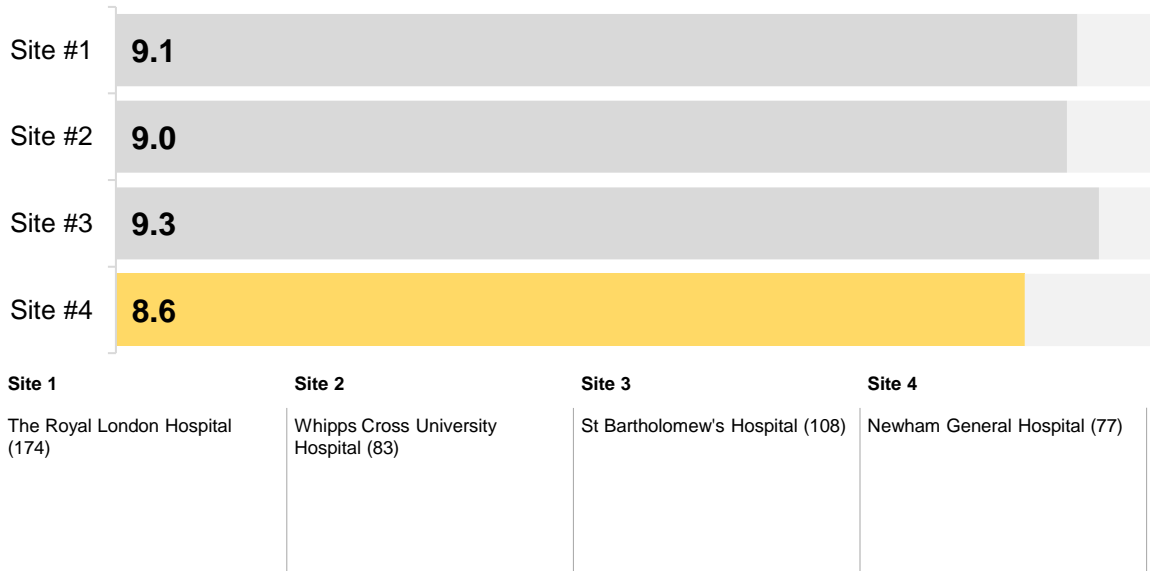 Site #1 9.1
Site #2 9.0
Site #3 9.3
Site #4 8.6
Site 1
The Royal London Hospital
(174)
Site 2
Whipps Cross University
Hospital (83)
Site 3
St Bartholomew's Hospital (108)
Site 4
Newham General Hospital (77)